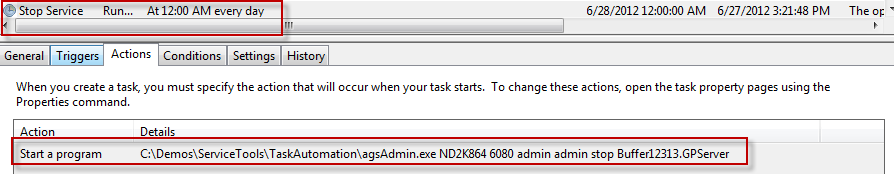 Stop Service Run... At 12:00 AM every day 6/28/2012 12:00:00 AM 6/27/2012 3:21:48 PM The op
General Triggers Actions Conditions Settings History
When you create a task, you must specify the action that will occur when your task starts. To change these actions, open the task property pages using the
Properties command.
Action Details
Start a program C:\Demos\ServiceTools\TaskAutomation\agsAdmin.exe ND2K864 6080 admin admin stop Buffer12313.GPServer